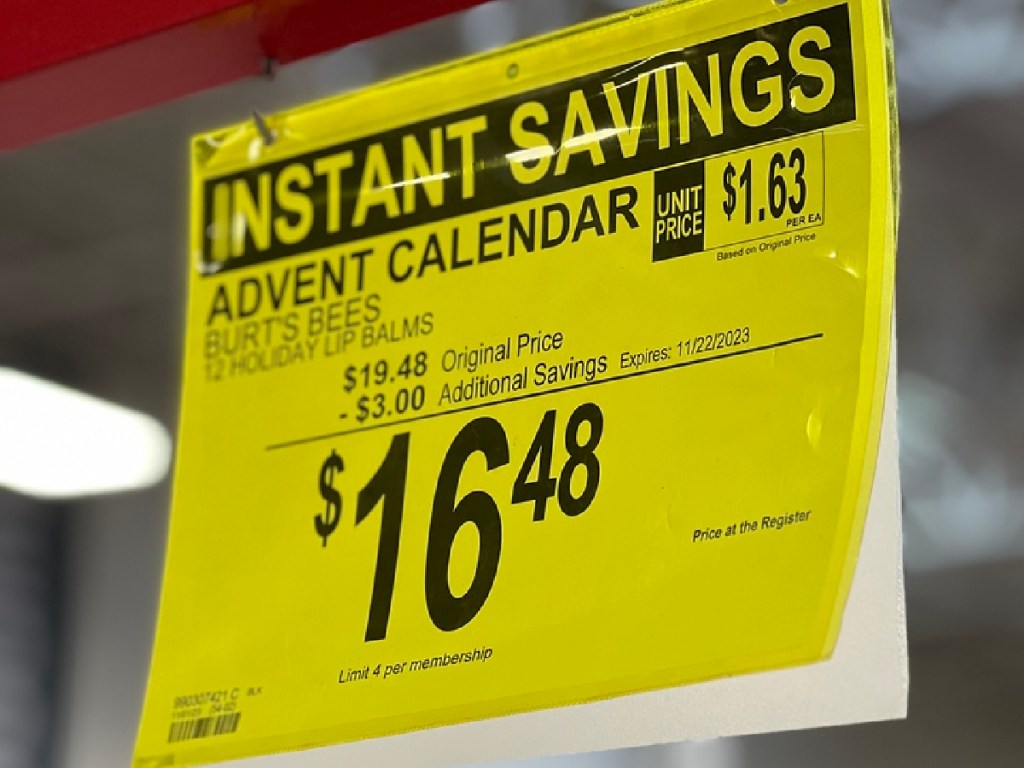 INSTANT SAVINGS
ADVENT CALENDAR
BURT'S BEES
12 HOLIDAY LIP BALMS
UNIT PRICE $1.63
PER EA
Based on Original Price
$19.48 Original Price
- $3.00 Additional Savings Expires: 11/22/2023
$16 48
Price at the Register
Limit 4 per membership
990307421 C BLK